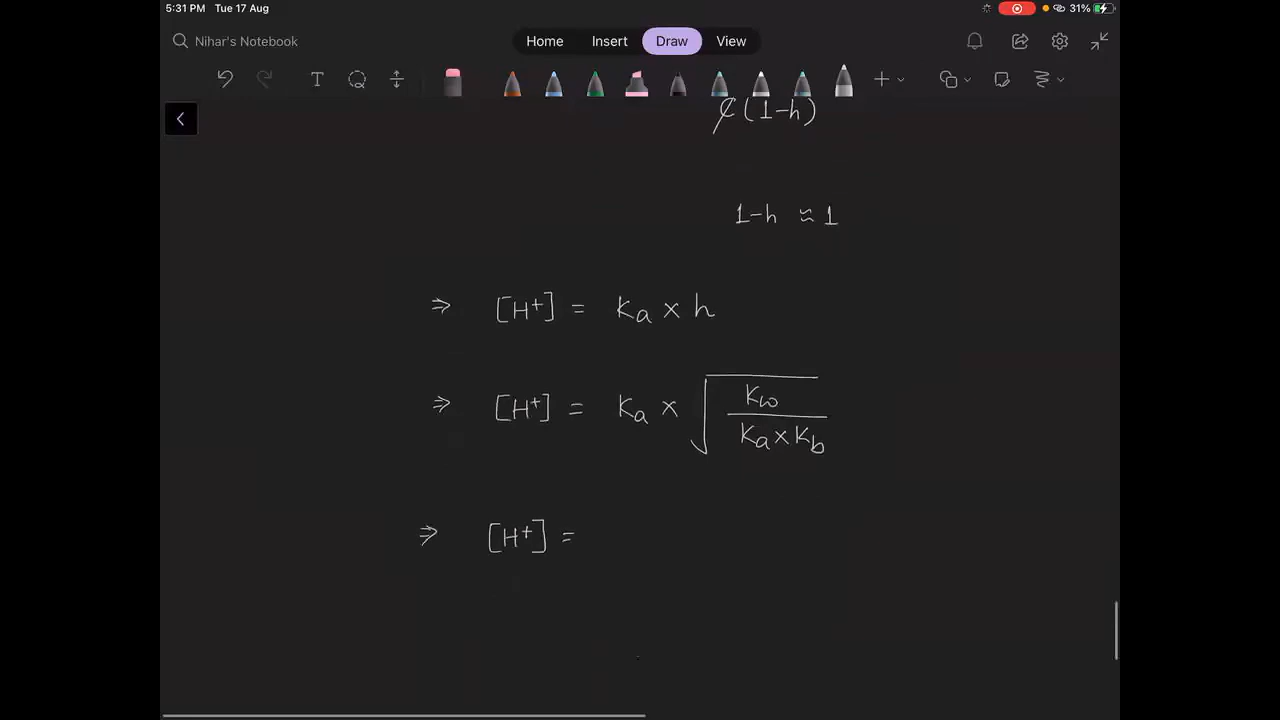 5:31 PM Tue 17 Aug 31%
Nihar's Notebook Home Insert Draw View
T
¢(1-h)
1-h ≈ 1
⇒ [H⁺] = Ka × h
⇒ [H⁺] = Ka × √(Kw / (Ka × Kb))
⇒ [H⁺] =